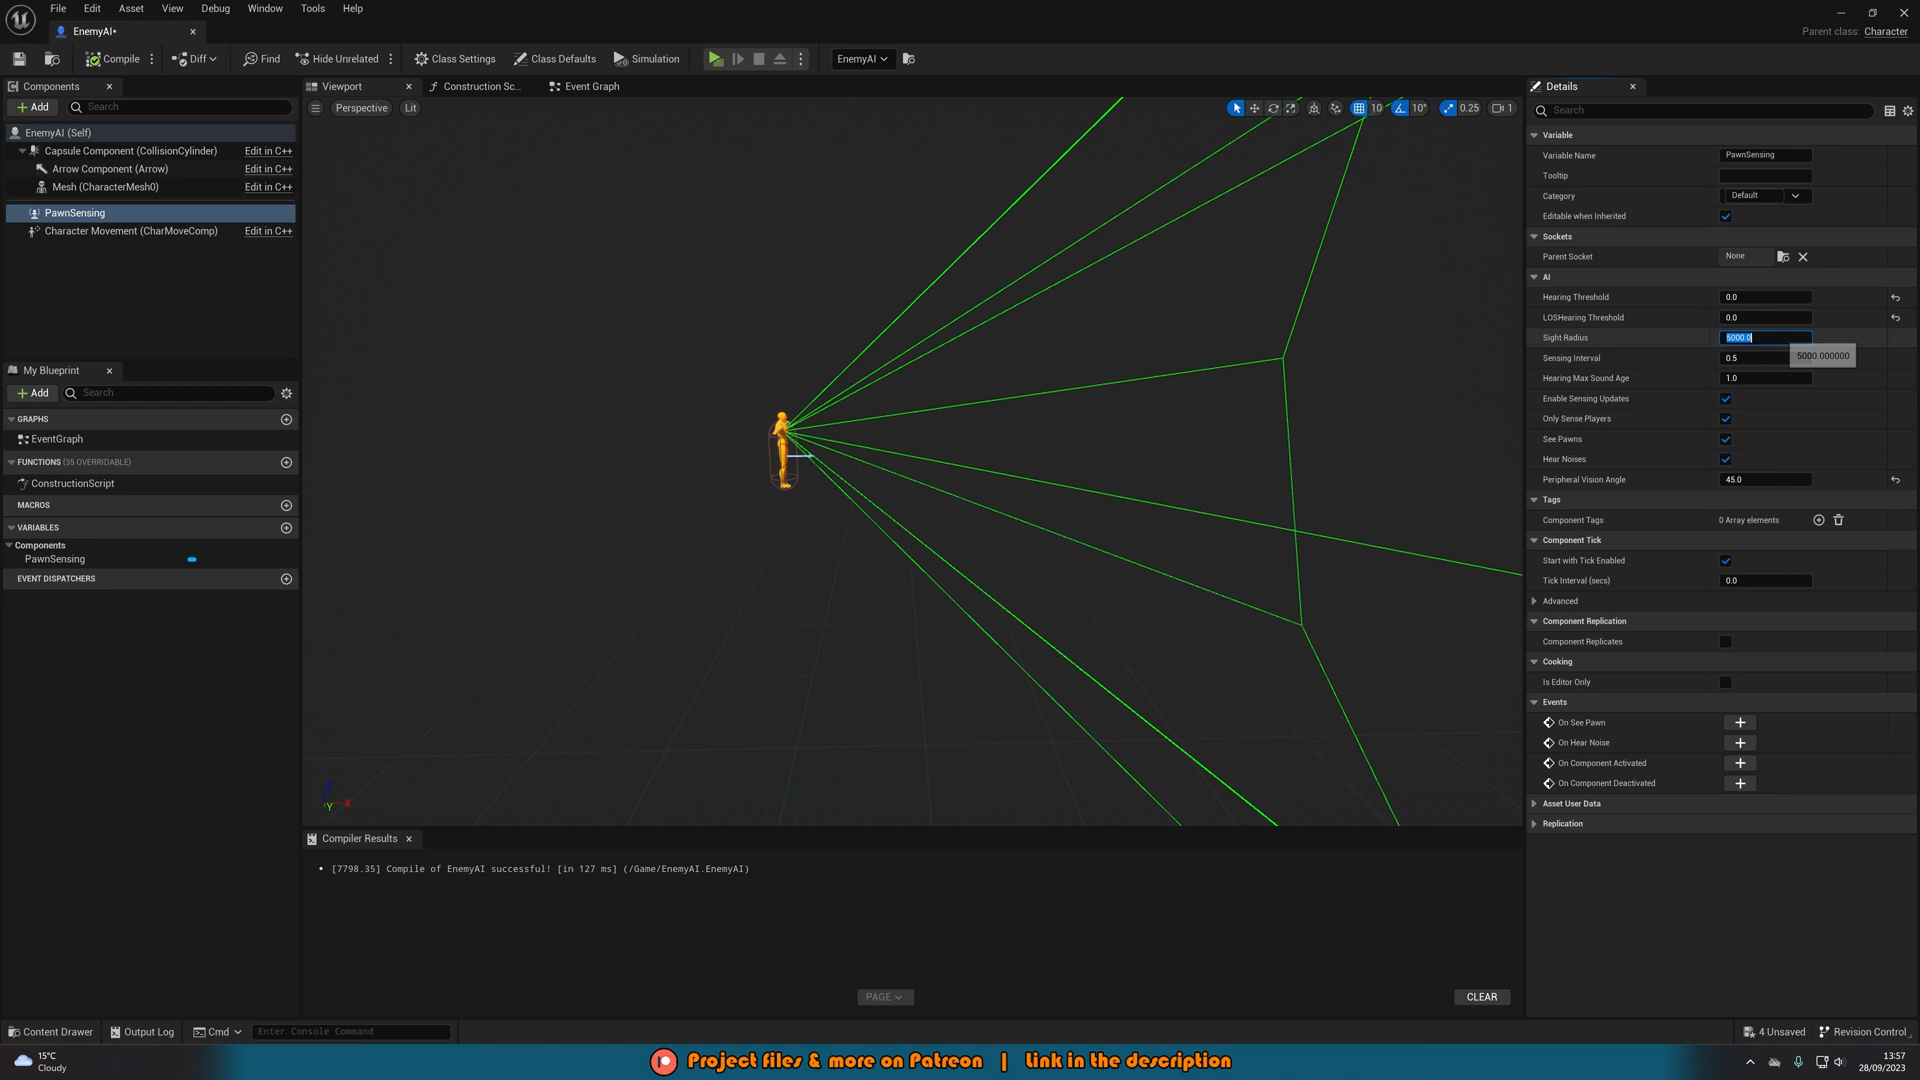 File Edit Asset View Debug Window Tools Help
EnemyAI*
Parent class: Character
Compile Diff Find Hide Unrelated Class Settings Class Defaults Simulation EnemyAI
Components
Add Search
EnemyAI (Self)
Capsule Component (CollisionCylinder) Edit in C++
Arrow Component (Arrow) Edit in C++
Mesh (CharacterMesh0) Edit in C++
PawnSensing
Character Movement (CharMoveComp) Edit in C++
My Blueprint
Add Search
GRAPHS
EventGraph
FUNCTIONS (35 OVERRIDABLE)
ConstructionScript
MACROS
VARIABLES
Components
PawnSensing
EVENT DISPATCHERS
Viewport Construction Sc... Event Graph
Perspective Lit
10 10° 0.25 1
Z
Y X
Compiler Results
• [7798.35] Compile of EnemyAI successful! [in 127 ms] (/Game/EnemyAI.EnemyAI)
PAGE CLEAR
Details
Search
Variable
Variable Name PawnSensing
Tooltip
Category Default
Editable when Inherited
Sockets
Parent Socket None
AI
Hearing Threshold 0.0
LOSHearing Threshold 0.0
Sight Radius 5000.0
5000.000000
Sensing Interval 0.5
Hearing Max Sound Age 1.0
Enable Sensing Updates
Only Sense Players
See Pawns
Hear Noises
Peripheral Vision Angle 45.0
Tags
Component Tags 0 Array elements
Component Tick
Start with Tick Enabled
Tick Interval (secs) 0.0
Advanced
Component Replication
Component Replicates
Cooking
Is Editor Only
Events
On See Pawn
On Hear Noise
On Component Activated
On Component Deactivated
Asset User Data
Replication
Content Drawer Output Log Cmd Enter Console Command
4 Unsaved Revision Control
15°C
Cloudy
Project files & more on Patreon | Link in the description
13:57
28/09/2023